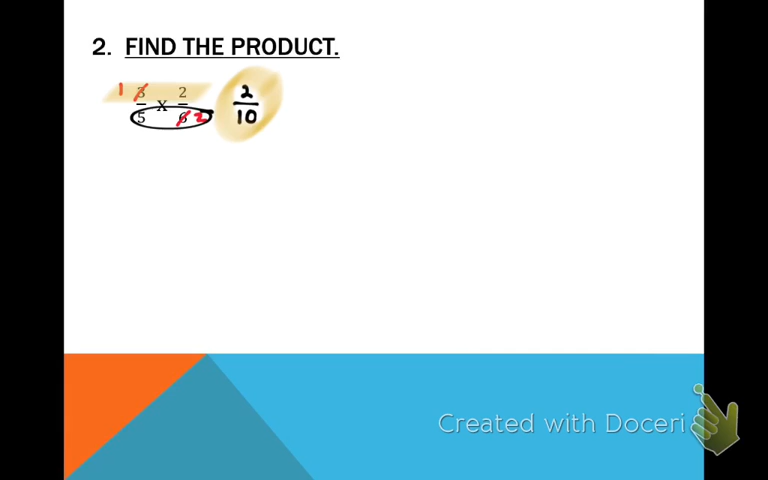 2. FIND THE PRODUCT.
1 3 2 2
x
5 6 2 10
Created with Doceri